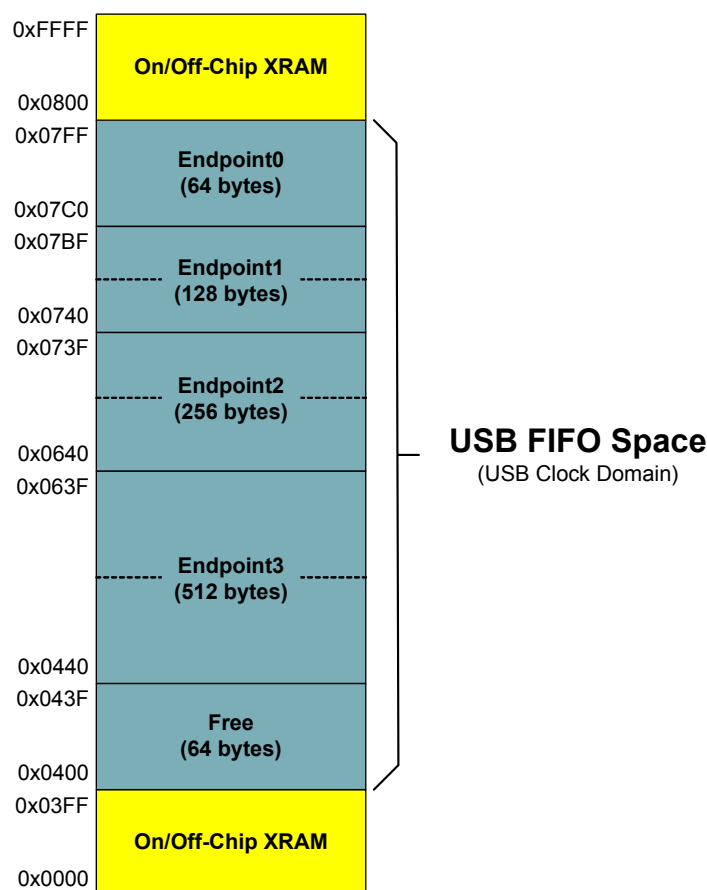 0xFFFF
On/Off-Chip XRAM
0x0800
0x07FF
Endpoint0
(64 bytes)
0x07C0
0x07BF
Endpoint1
(128 bytes)
0x0740
0x073F
Endpoint2
(256 bytes)
0x0640
0x063F
Endpoint3
(512 bytes)
0x0440
0x043F
Free
(64 bytes)
0x0400
0x03FF
On/Off-Chip XRAM
0x0000
USB FIFO Space
(USB Clock Domain)